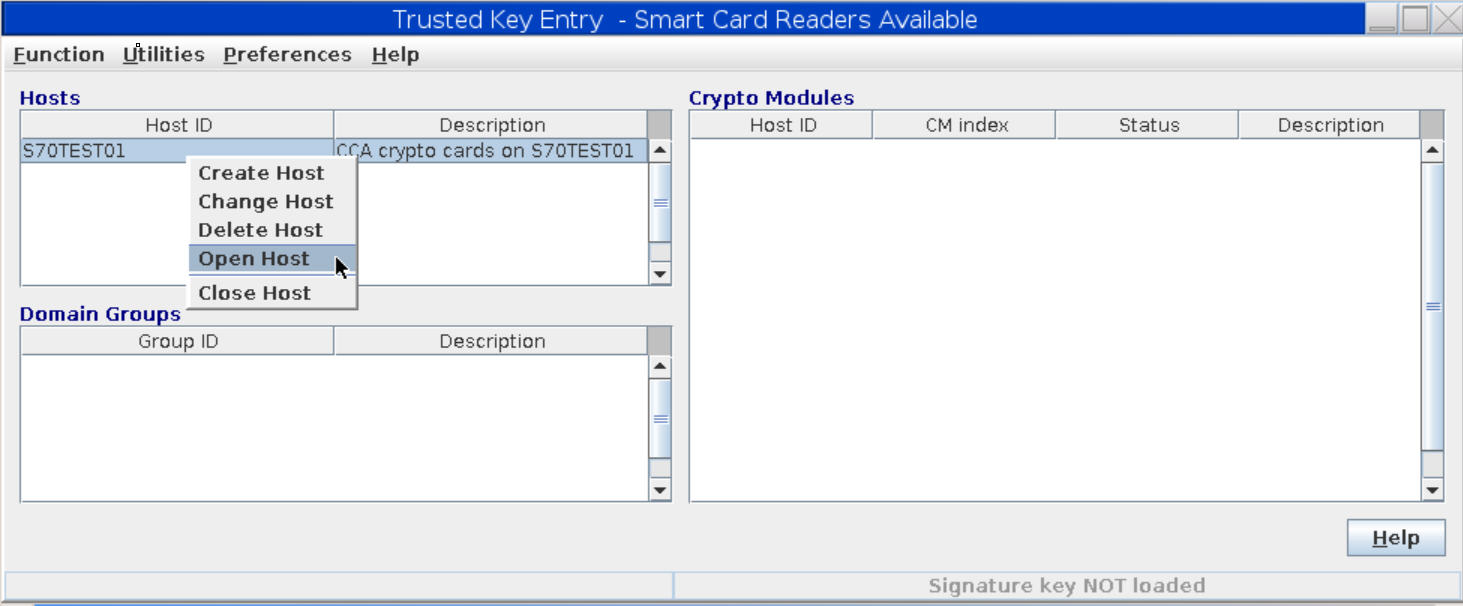 Trusted Key Entry - Smart Card Readers Available
Function Utilities Preferences Help
Hosts
Host ID Description
S70TEST01 CCA crypto cards on S70TEST01
Create Host
Change Host
Delete Host
Open Host
Close Host
Domain Groups
Group ID Description
Crypto Modules
Host ID CM index Status Description
Help
Signature key NOT loaded